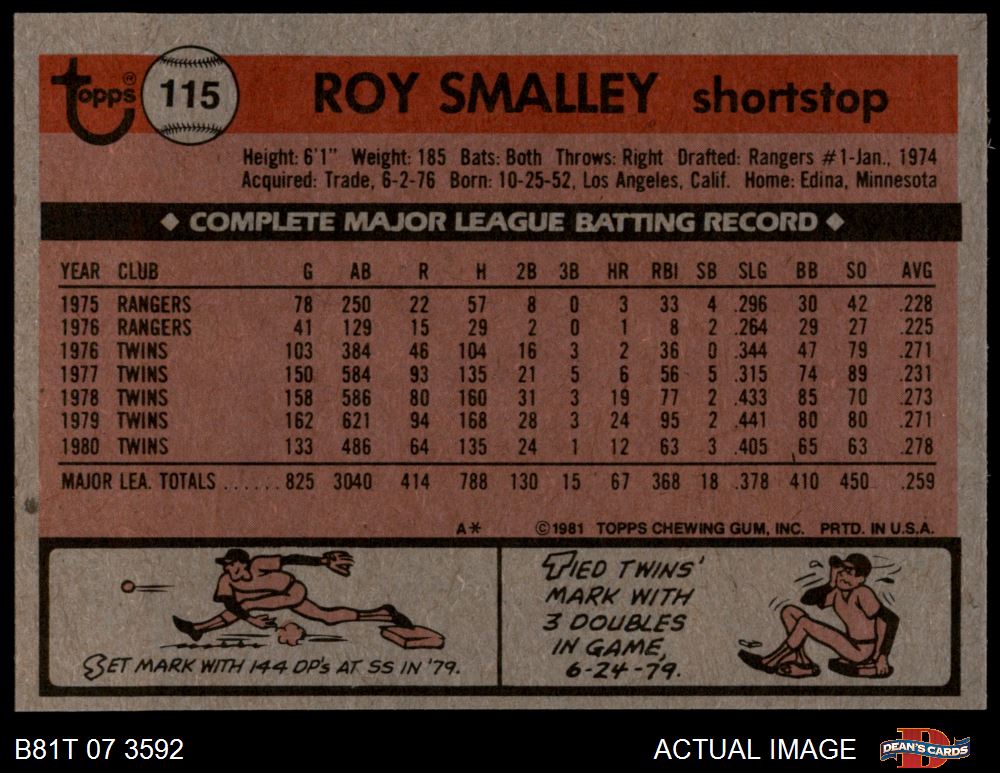 Topps® 115 ROY SMALLEY shortstop
Height: 6'1" Weight: 185 Bats: Both Throws: Right Drafted: Rangers #1-Jan., 1974
Acquired: Trade, 6-2-76 Born: 10-25-52, Los Angeles, Calif. Home: Edina, Minnesota
◆ COMPLETE MAJOR LEAGUE BATTING RECORD ◆
YEAR CLUB G AB R H 2B 3B HR RBI SB SLG BB SO AVG
1975 RANGERS 78 250 22 57 8 0 3 33 4 .296 30 42 .228
1976 RANGERS 41 129 15 29 2 0 1 8 2 .264 29 27 .225
1976 TWINS 103 384 46 104 16 3 2 36 0 .344 47 79 .271
1977 TWINS 150 584 93 135 21 5 6 56 5 .315 74 89 .231
1978 TWINS 158 586 80 160 31 3 19 77 2 .433 85 70 .273
1979 TWINS 162 621 94 168 28 3 24 95 2 .441 80 80 .271
1980 TWINS 133 486 64 135 24 1 12 63 3 .405 65 63 .278
MAJOR LEA. TOTALS ...... 825 3040 414 788 130 15 67 368 18 .378 410 450 .259
A* ©1981 TOPPS CHEWING GUM, INC. PRTD. IN U.S.A.
SET MARK WITH 144 DP's AT SS IN '79.
TIED TWINS'
MARK WITH
3 DOUBLES
IN GAME,
6-24-79.
B81T 07 3592 ACTUAL IMAGE DEAN'S CARDS